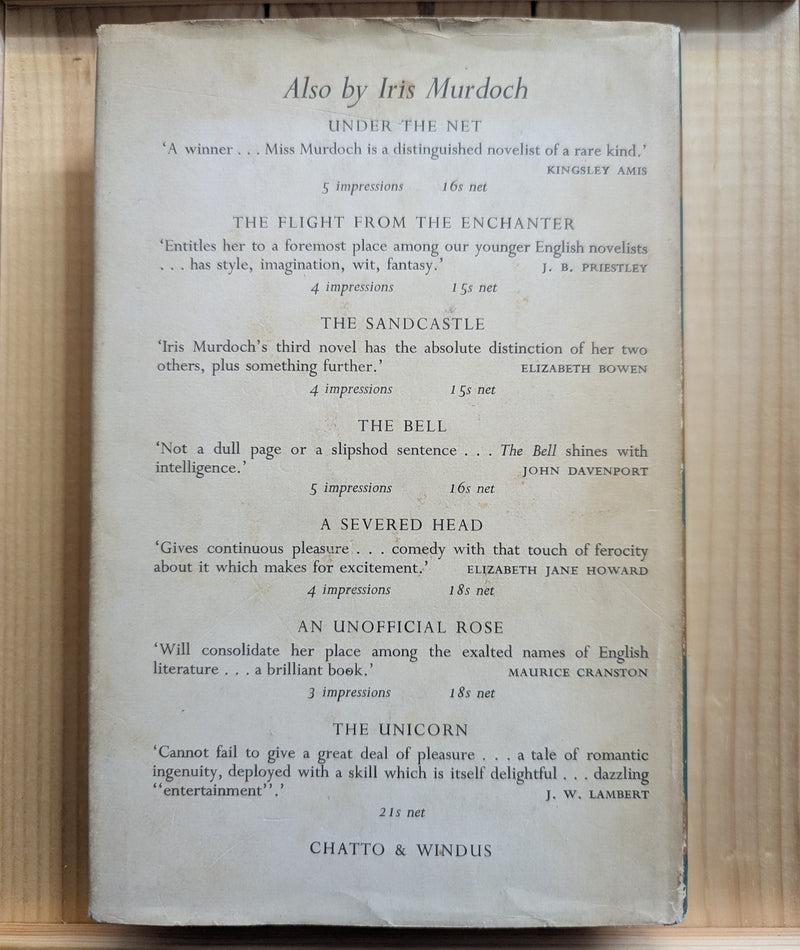 Also by Iris Murdoch
UNDER THE NET
‘A winner . . . Miss Murdoch is a distinguished novelist of a rare kind.’
KINGSLEY AMIS
5 impressions 16s net
THE FLIGHT FROM THE ENCHANTER
‘Entitles her to a foremost place among our younger English novelists
. . . has style, imagination, wit, fantasy.’ J. B. PRIESTLEY
4 impressions 15s net
THE SANDCASTLE
‘Iris Murdoch’s third novel has the absolute distinction of her two
others, plus something further.’ ELIZABETH BOWEN
4 impressions 15s net
THE BELL
‘Not a dull page or a slipshod sentence . . . The Bell shines with
intelligence.’ JOHN DAVENPORT
5 impressions 16s net
A SEVERED HEAD
‘Gives continuous pleasure . . . comedy with that touch of ferocity
about it which makes for excitement.’ ELIZABETH JANE HOWARD
4 impressions 18s net
AN UNOFFICIAL ROSE
‘Will consolidate her place among the exalted names of English
literature . . . a brilliant book.’ MAURICE CRANSTON
3 impressions 18s net
THE UNICORN
‘Cannot fail to give a great deal of pleasure . . . a tale of romantic
ingenuity, deployed with a skill which is itself delightful . . . dazzling
“entertainment”.’ J. W. LAMBERT
21s net
CHATTO & WINDUS